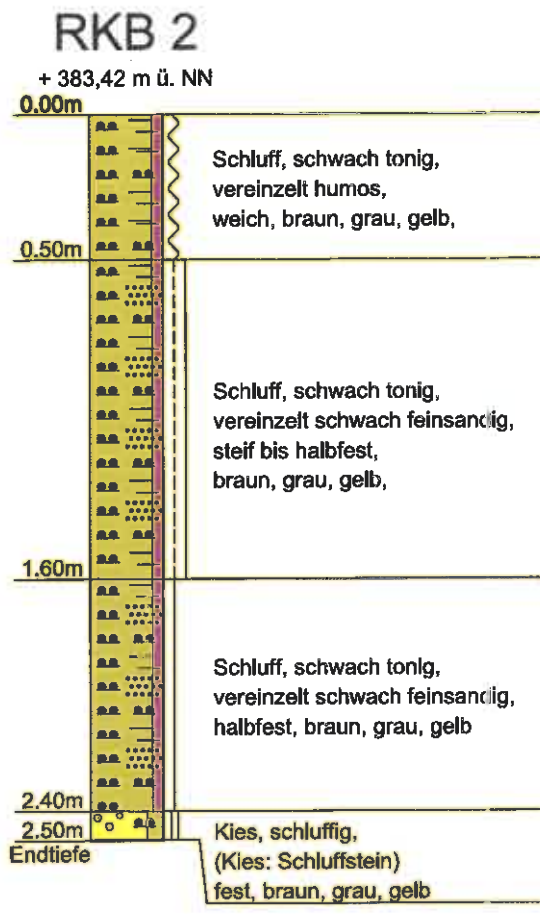 RKB 2
+ 383,42 m ü. NN
0.00m
Schluff, schwach tonig,
vereinzelt humos,
weich, braun, grau, gelb,
0.50m
Schluff, schwach tonig,
vereinzelt schwach feinsandig,
steif bis halbfest,
braun, grau, gelb,
1.60m
Schluff, schwach tonig,
vereinzelt schwach feinsandig,
halbfest, braun, grau, gelb
2.40m
2.50m
Endtiefe
Kies, schluffig,
(Kies: Schluffstein)
fest, braun, grau, gelb